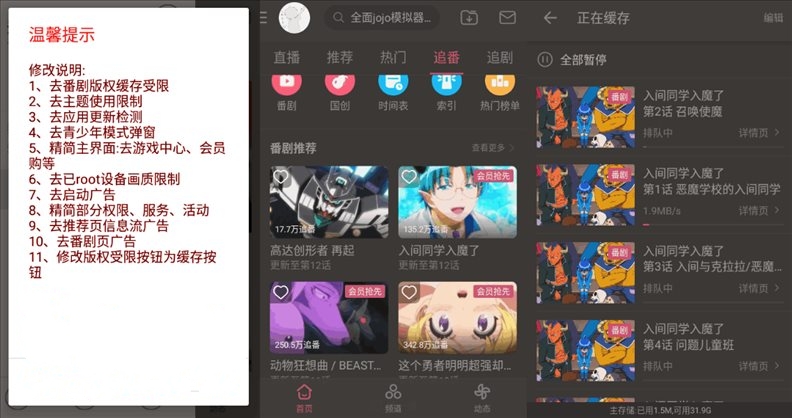 温馨提示
修改说明:
1、去番剧版权缓存受限
2、去主题使用限制
3、去应用更新检测
4、去青少年模式弹窗
5、精简主界面:去游戏中心、会员
购等
6、去已root设备画质限制
7、去启动广告
8、精简部分权限、服务、活动
9、去推荐页信息流广告
10、去番剧页广告
11、修改版权受限按钮为缓存按
钮
全面jojo模拟器...
直播 推荐 热门 追番 追剧
番剧 国创 时间表 索引 热门榜单
番剧推荐 查看更多
17.7万追番
会员抢先
135.2万追番
高达创形者 再起
更新至第12话
入间同学入魔了
更新至第12话
会员抢先
250.5万追番
会员抢先
342.8万追番
动物狂想曲 / BEAST...
这个勇者明明超强却...
首页 频道 动态
正在缓存 编辑
全部暂停
番剧
入间同学入魔了
第2话 召唤使魔
排队中 详情页
番剧
入间同学入魔了
第1话 恶魔学校的入间同学
1.9MB/s 详情页
番剧
入间同学入魔了
第3话 入间与克拉拉/恶魔...
排队中 详情页
番剧
入间同学入魔了
第4话 问题儿童班
排队中 详情页
主存储:已用1.5M,可用31.9G